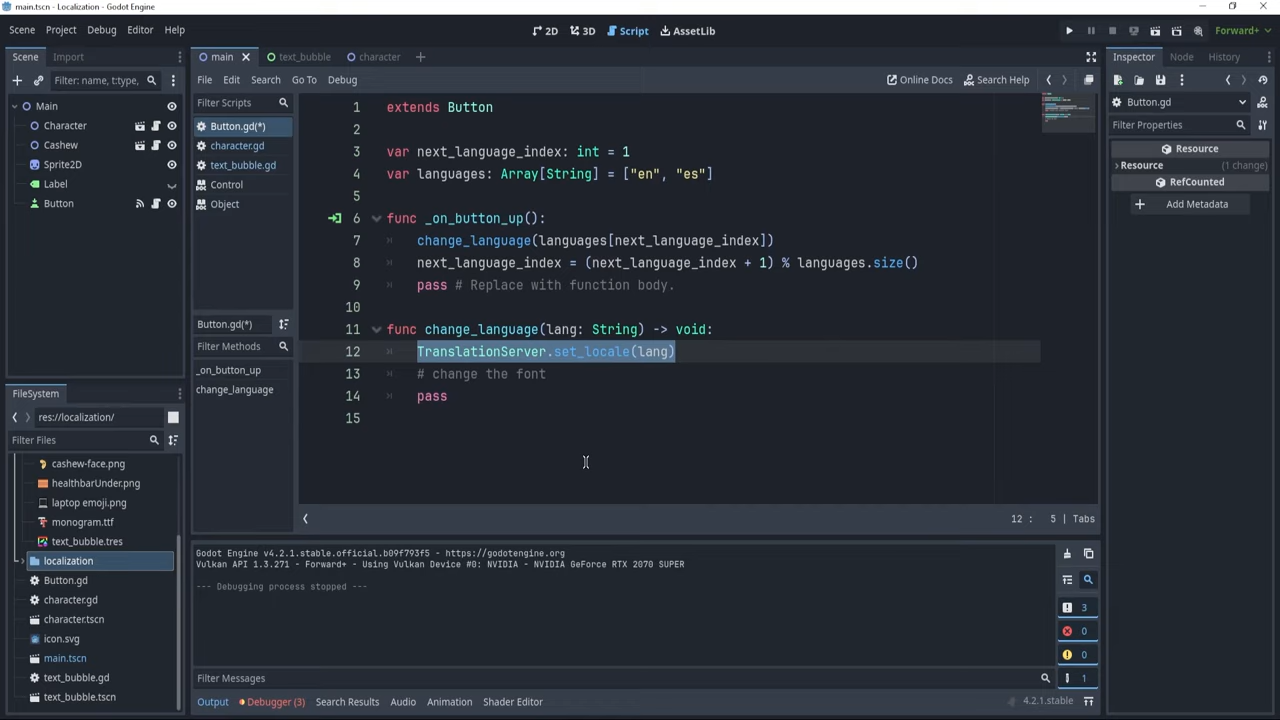 main.tscn - Localization - Godot Engine
Scene Project Debug Editor Help
2D 3D Script AssetLib
Forward+
Scene Import
main text_bubble character
Inspector Node History
Filter: name, t:type,
File Edit Search Go To Debug
Online Docs Search Help
Main
Character
Cashew
Sprite2D
Label
Button
Filter Scripts
Button.gd(*)
character.gd
text_bubble.gd
Control
Object
Button.gd(*)
Filter Methods
_on_button_up
change_language
1 extends Button
2
3 var next_language_index: int = 1
4 var languages: Array[String] = ["en", "es"]
5
6 func _on_button_up():
7 change_language(languages[next_language_index])
8 next_language_index = (next_language_index + 1) % languages.size()
9 pass # Replace with function body.
10
11 func change_language(lang: String) -> void:
12 TranslationServer.set_locale(lang)
13 # change the font
14 pass
15
12 : 5 | Tabs
Button.gd
Filter Properties
Resource
Resource (1 change)
RefCounted
Add Metadata
FileSystem
res://localization/
Filter Files
cashew-face.png
healthbarUnder.png
laptop emoji.png
monogram.ttf
text_bubble.tres
localization
Button.gd
character.gd
character.tscn
icon.svg
main.tscn
text_bubble.gd
text_bubble.tscn
Godot Engine v4.2.1.stable.official.b09f793f5 - https://godotengine.org
Vulkan API 1.3.271 - Forward+ - Using Vulkan Device #0: NVIDIA - NVIDIA GeForce RTX 2070 SUPER
--- Debugging process stopped ---
3
0
0
1
Filter Messages
Output Debugger (3) Search Results Audio Animation Shader Editor
4.2.1.stable